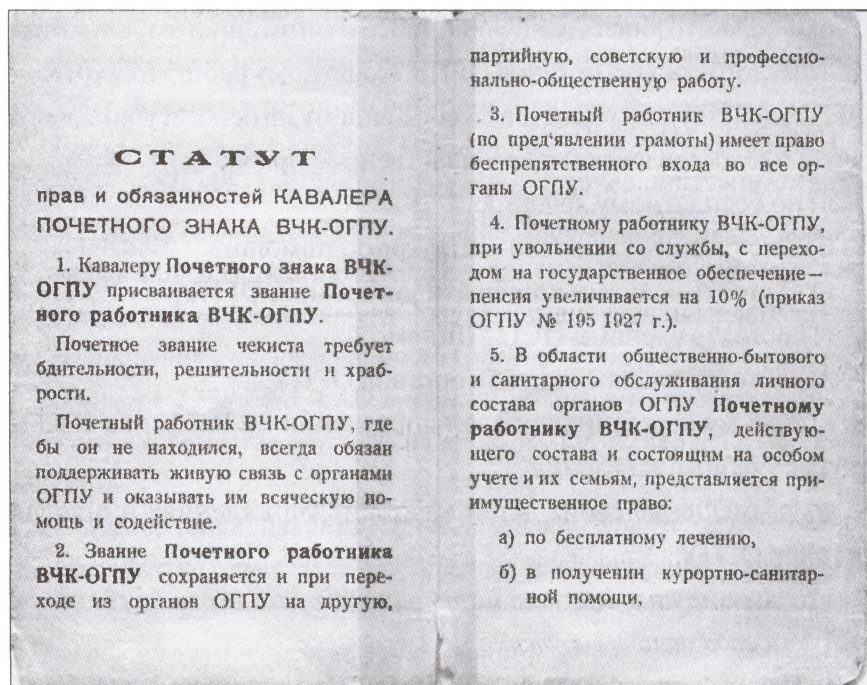 СТАТУТ
прав и обязанностей КАВАЛЕРА
ПОЧЕТНОГО ЗНАКА ВЧК-ОГПУ.
1. Кавалеру Почетного знака ВЧК-
ОГПУ присваивается звание Почет-
ного работника ВЧК-ОГПУ.
Почетное звание чекиста требует
бдительности, решительности и храб-
рости.
Почетный работник ВЧК-ОГПУ, где
бы он не находился, всегда обязан
поддерживать живую связь с органами
ОГПУ и оказывать им всяческую по-
мощь и содействие.
2. Звание Почетного работника
ВЧК-ОГПУ сохраняется и при пере-
ходе из органов ОГПУ на другую,
партийную, советскую и профессио-
нально-общественную работу.
3. Почетный работник ВЧК-ОГПУ
(по пред‘явлении грамоты) имеет право
беспрепятственного входа во все ор-
ганы ОГПУ.
4. Почетному работнику ВЧК-ОГПУ,
при увольнении со службы, с перехо-
дом на государственное обеспечение —
пенсия увеличивается на 10% (приказ
ОГПУ № 195 1927 г.).
5. В области общественно-бытового
и санитарного обслуживания личного
состава органов ОГПУ Почетному
работнику ВЧК-ОГПУ, действую-
щего состава и состоящим на особом
учете и их семьям, представляется при-
имущественное право:
а) по бесплатному лечению,
б) в получении курортно-санитар-
ной помощи,